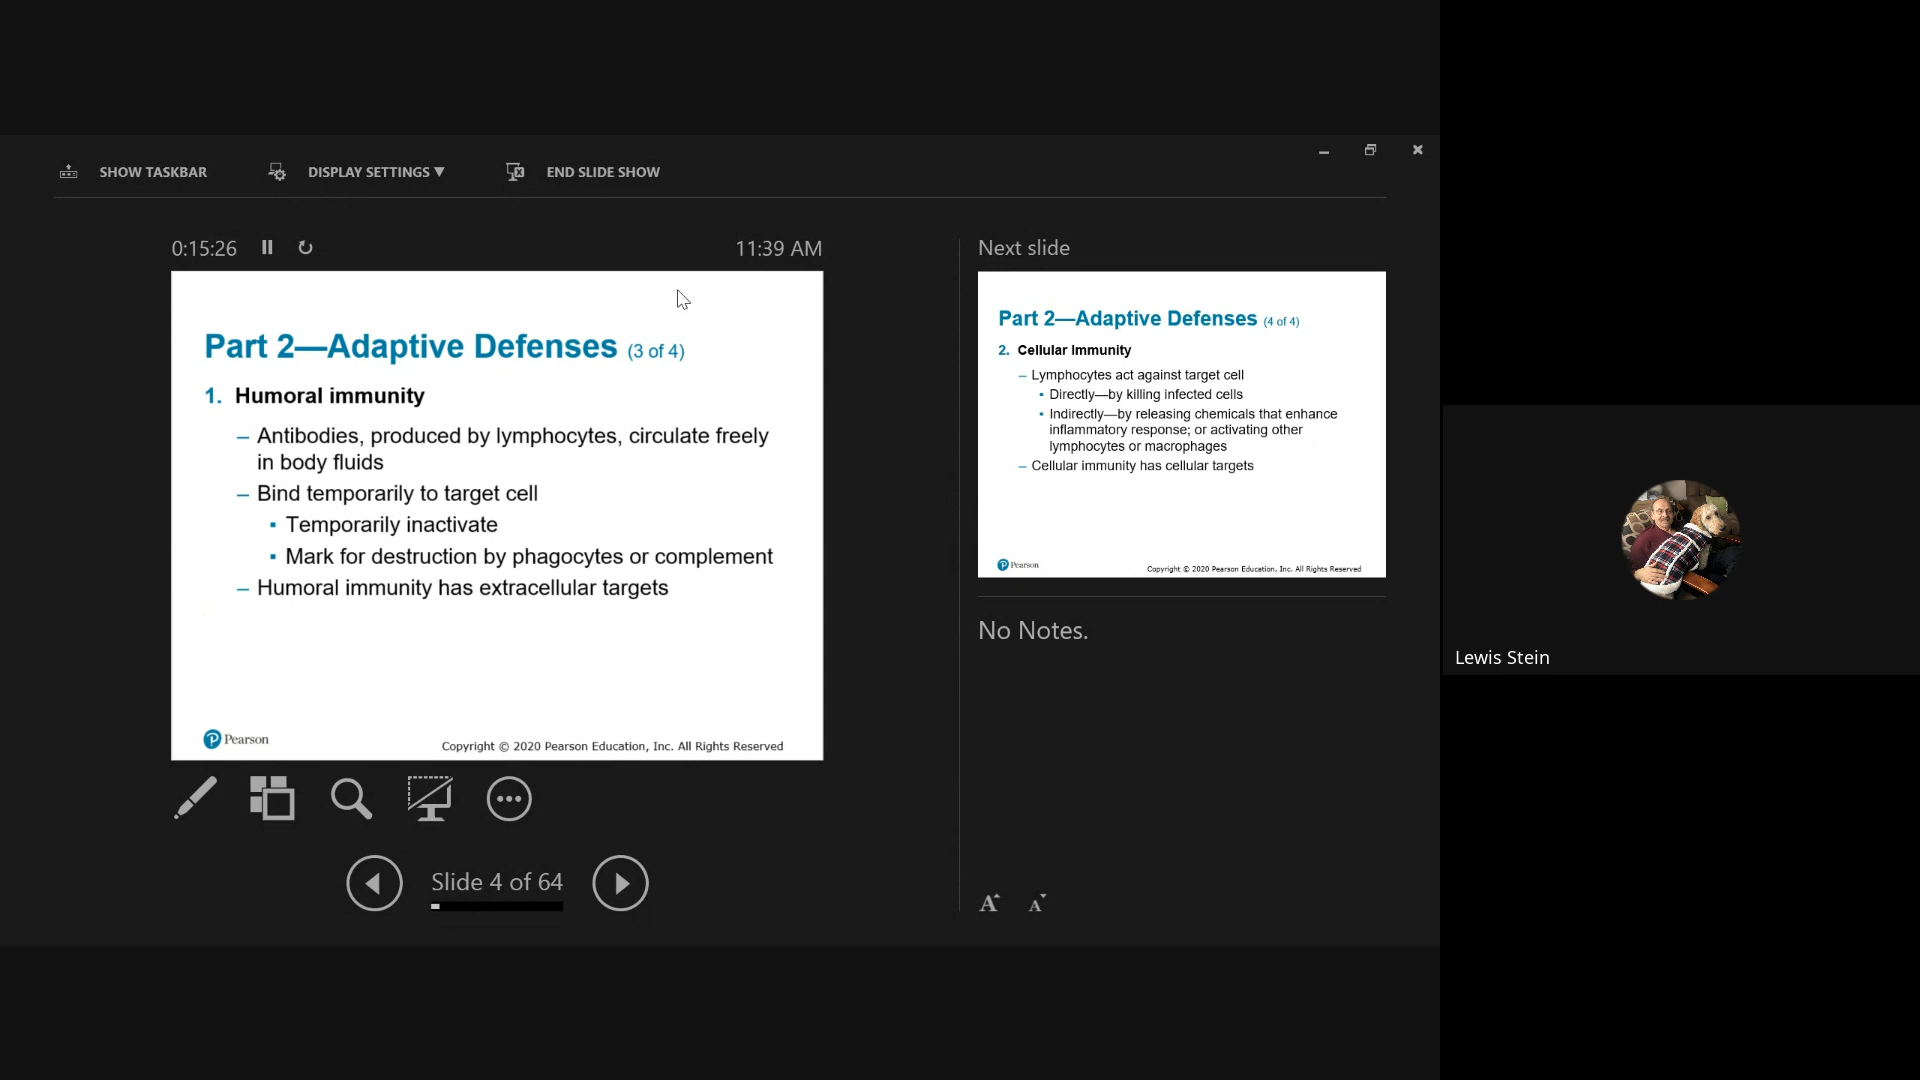 SHOW TASKBAR
DISPLAY SETTINGS ▼
END SLIDE SHOW
0:15:26
11:39 AM
Part 2—Adaptive Defenses (3 of 4)
1. Humoral immunity
– Antibodies, produced by lymphocytes, circulate freely
in body fluids
– Bind temporarily to target cell
▪ Temporarily inactivate
▪ Mark for destruction by phagocytes or complement
– Humoral immunity has extracellular targets
P Pearson
Copyright © 2020 Pearson Education, Inc. All Rights Reserved
Slide 4 of 64
Next slide
Part 2—Adaptive Defenses (4 of 4)
2. Cellular Immunity
– Lymphocytes act against target cell
▪ Directly—by killing infected cells
▪ Indirectly—by releasing chemicals that enhance
inflammatory response; or activating other
lymphocytes or macrophages
– Cellular immunity has cellular targets
P Pearson
Copyright © 2020 Pearson Education, Inc. All Rights Reserved
No Notes.
A A
Lewis Stein